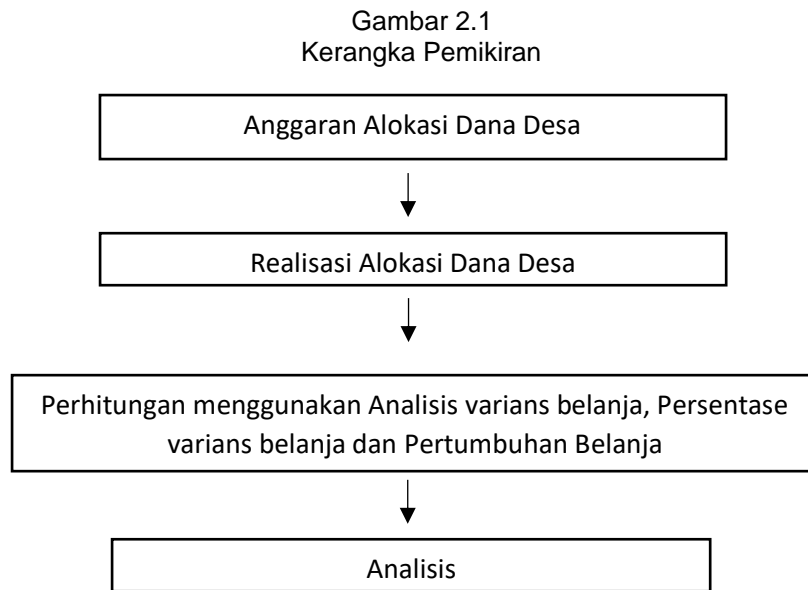 Gambar 2.1
Kerangka Pemikiran
Anggaran Alokasi Dana Desa
Realisasi Alokasi Dana Desa
Perhitungan menggunakan Analisis varians belanja, Persentase
varians belanja dan Pertumbuhan Belanja
Analisis